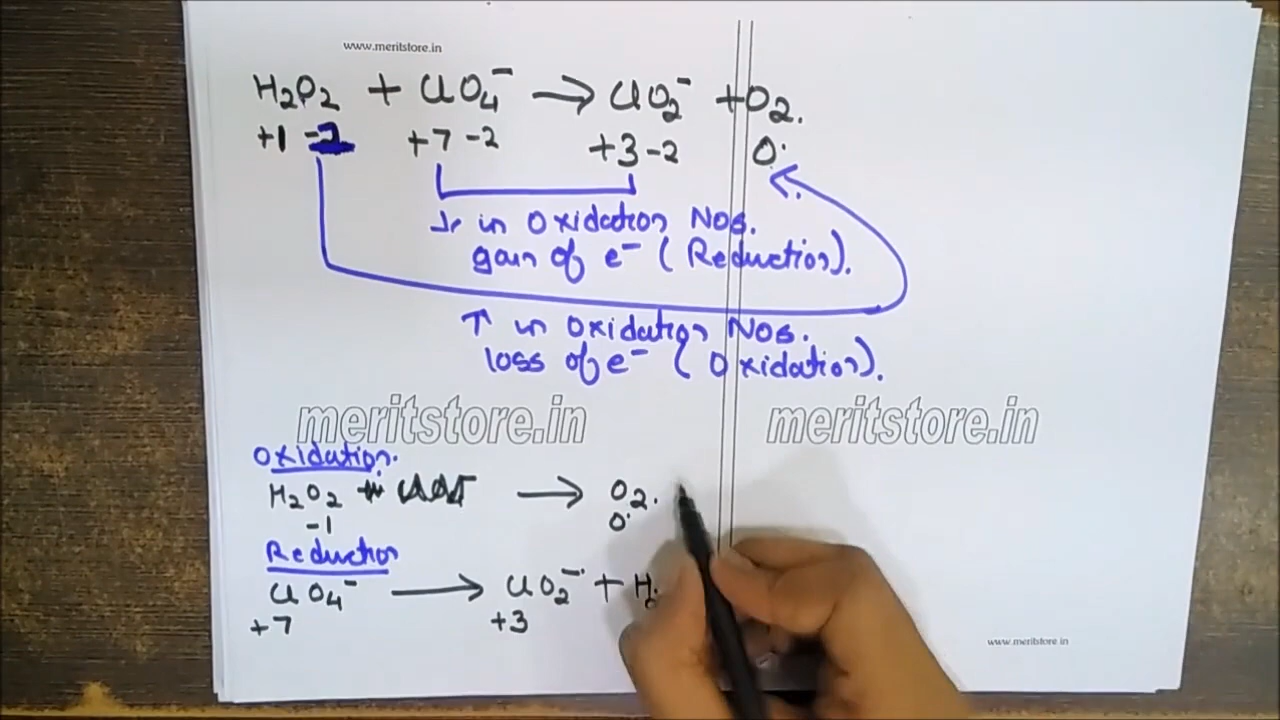 www.meritstore.in
H₂O₂ + ClO₄⁻ → ClO₂⁻ + O₂.
+1 -2 +7 -2 +3 -2 0.
↓ in Oxidation Nos.
gain of e⁻ (Reduction).
↑ in Oxidation Nos.
loss of e⁻ (Oxidation).
meritstore.in meritstore.in
Oxidation.
H₂O₂ → O₂.
-1 0.
Reduction
ClO₄⁻ → ClO₂⁻ + H
+7 +3
www.meritstore.in